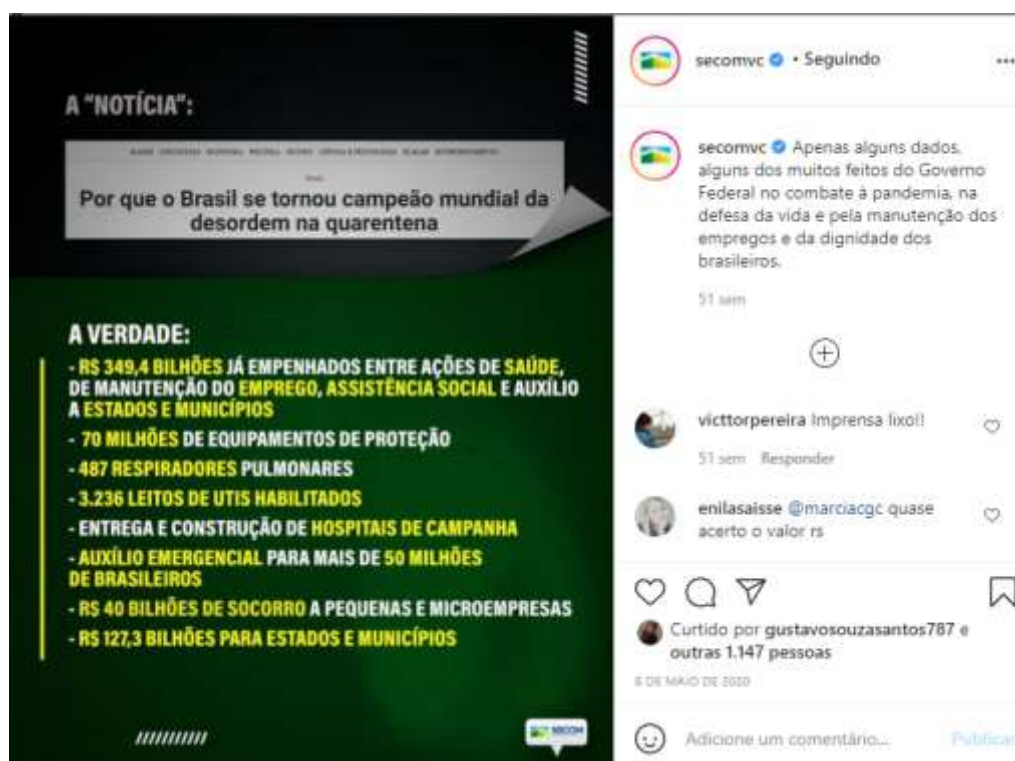 A "NOTÍCIA":
Por que o Brasil se tornou campeão mundial da
desordem na quarentena
A VERDADE:
- R$ 349,4 BILHÕES JÁ EMPENHADOS ENTRE AÇÕES DE SAÚDE,
DE MANUTENÇÃO DO EMPREGO, ASSISTÊNCIA SOCIAL E AUXÍLIO
A ESTADOS E MUNICÍPIOS
- 70 MILHÕES DE EQUIPAMENTOS DE PROTEÇÃO
- 487 RESPIRADORES PULMONARES
- 3.236 LEITOS DE UTIS HABILITADOS
- ENTREGA E CONSTRUÇÃO DE HOSPITAIS DE CAMPANHA
- AUXÍLIO EMERGENCIAL PARA MAIS DE 50 MILHÕES
DE BRASILEIROS
- R$ 40 BILHÕES DE SOCORRO A PEQUENAS E MICROEMPRESAS
- R$ 127,3 BILHÕES PARA ESTADOS E MUNICÍPIOS
SECOM
secomvc • Seguindo
secomvc Apenas alguns dados,
alguns dos muitos feitos do Governo
Federal no combate à pandemia, na
defesa da vida e pela manutenção dos
empregos e da dignidade dos
brasileiros.
51 sem
victtorpereira Imprensa lixo!!
51 sem Responder
enilasaisse @marciacgc quase
acerto o valor rs
Curtido por gustavosouzasantos787 e
outras 1.147 pessoas
6 DE MAIO DE 2020
Adicione um comentário... Publicar